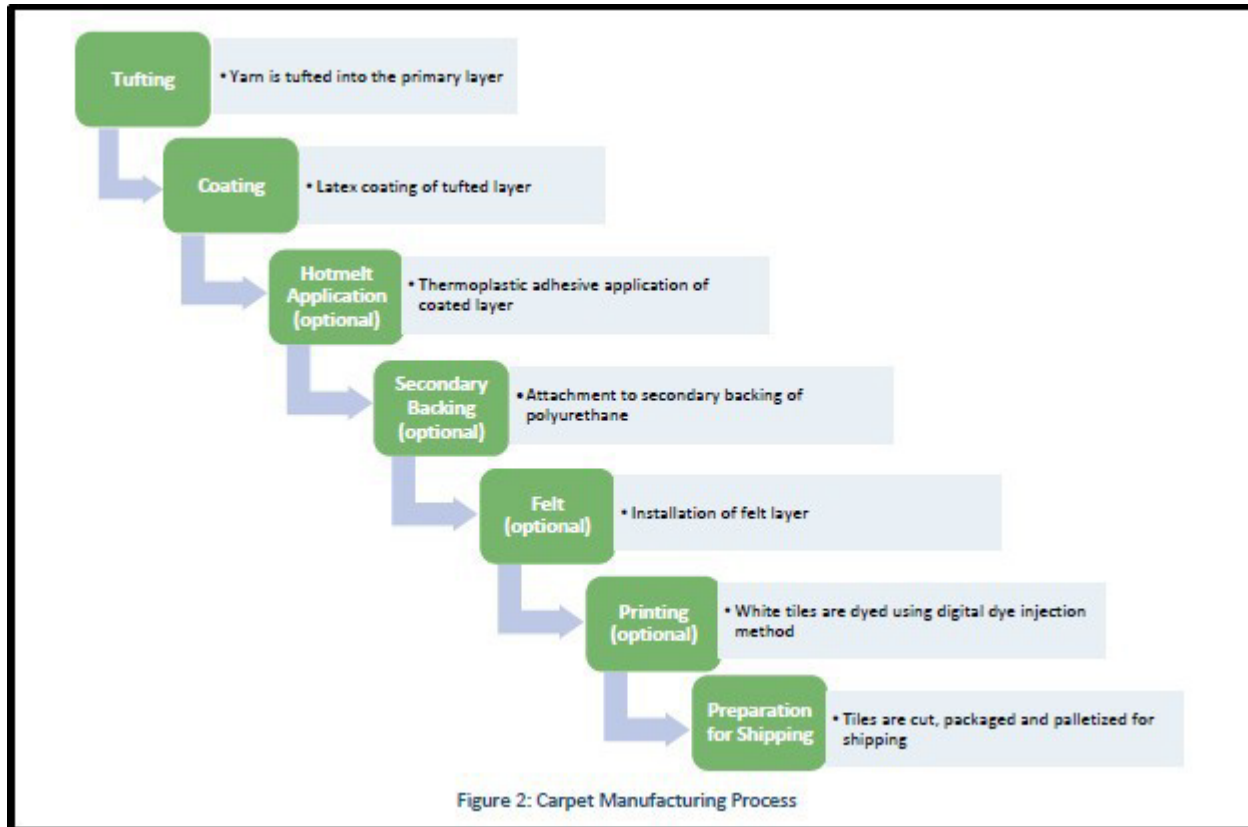 Tufting
• Yarn is tufted into the primary layer
Coating
• Latex coating of tufted layer
Hotmelt
Application
(optional)
• Thermoplastic adhesive application of
coated layer
Secondary
Backing
(optional)
• Attachment to secondary backing of
polyurethane
Felt
(optional)
• Installation of felt layer
Printing
(optional)
• White tiles are dyed using digital dye injection
method
Preparation
for Shipping
• Tiles are cut, packaged and palletized for
shipping
Figure 2: Carpet Manufacturing Process